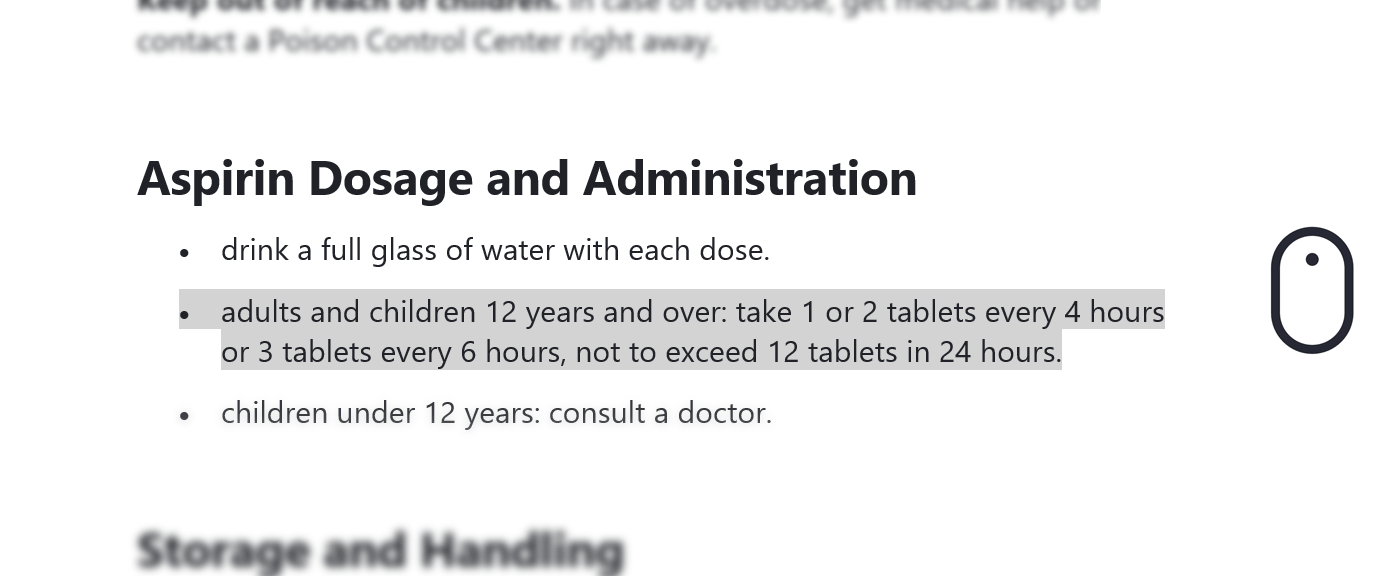 Keep out of reach of children. In case of overdose, get medical help or
contact a Poison Control Center right away.
Aspirin Dosage and Administration
• drink a full glass of water with each dose.
• adults and children 12 years and over: take 1 or 2 tablets every 4 hours
or 3 tablets every 6 hours, not to exceed 12 tablets in 24 hours.
• children under 12 years: consult a doctor.
Storage and Handling